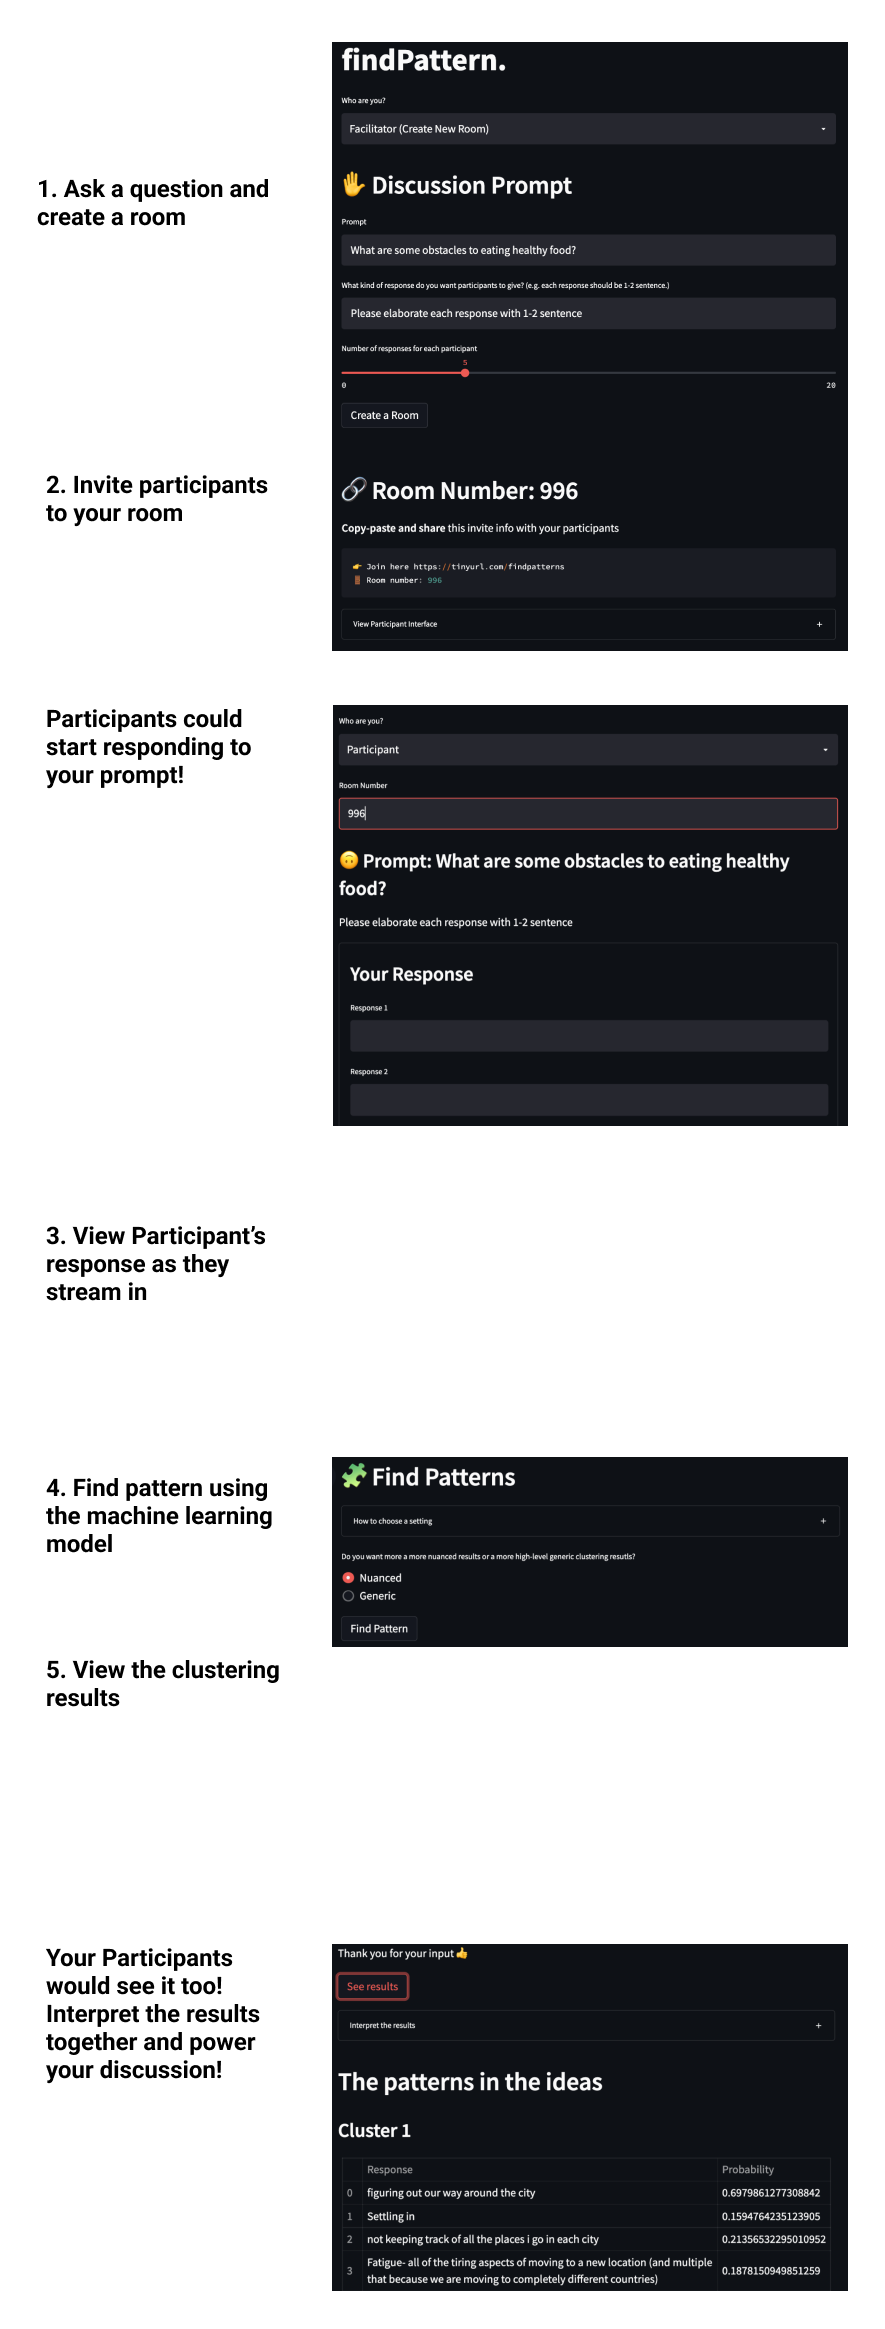 findPattern.
Who are you?
Facilitator (Create New Room)
1. Ask a question and
create a room
Discussion Prompt
Prompt
What are some obstacles to eating healthy food?
What kind of response do you want participants to give? (e.g. each response should be 1-2 sentence.)
Please elaborate each response with 1-2 sentence
Number of responses for each participant
5
0 20
Create a Room
2. Invite participants
to your room
Room Number: 996
Copy-paste and share this invite info with your participants
Join here https://tinyurl.com/findpatterns
Room number: 996
View Participant Interface +
Participants could
start responding to
your prompt!
Who are you?
Participant
Room Number
996
Prompt: What are some obstacles to eating healthy
food?
Please elaborate each response with 1-2 sentence
Your Response
Response 1
Response 2
3. View Participant’s
response as they
stream in
4. Find pattern using
the machine learning
model
Find Patterns
How to choose a setting +
Do you want more a more nuanced results or a more high-level generic clustering resutls?
Nuanced
Generic
Find Pattern
5. View the clustering
results
Your Participants
would see it too!
Interpret the results
together and power
your discussion!
Thank you for your input
See results
Interpret the results +
The patterns in the ideas
Cluster 1
Response Probability
0 figuring out our way around the city 0.6979861277308842
1 Settling in 0.1594764235123905
2 not keeping track of all the places i go in each city 0.21356532295010952
3 Fatigue- all of the tiring aspects of moving to a new location (and multiple
that because we are moving to completely different countries) 0.1878150949851259